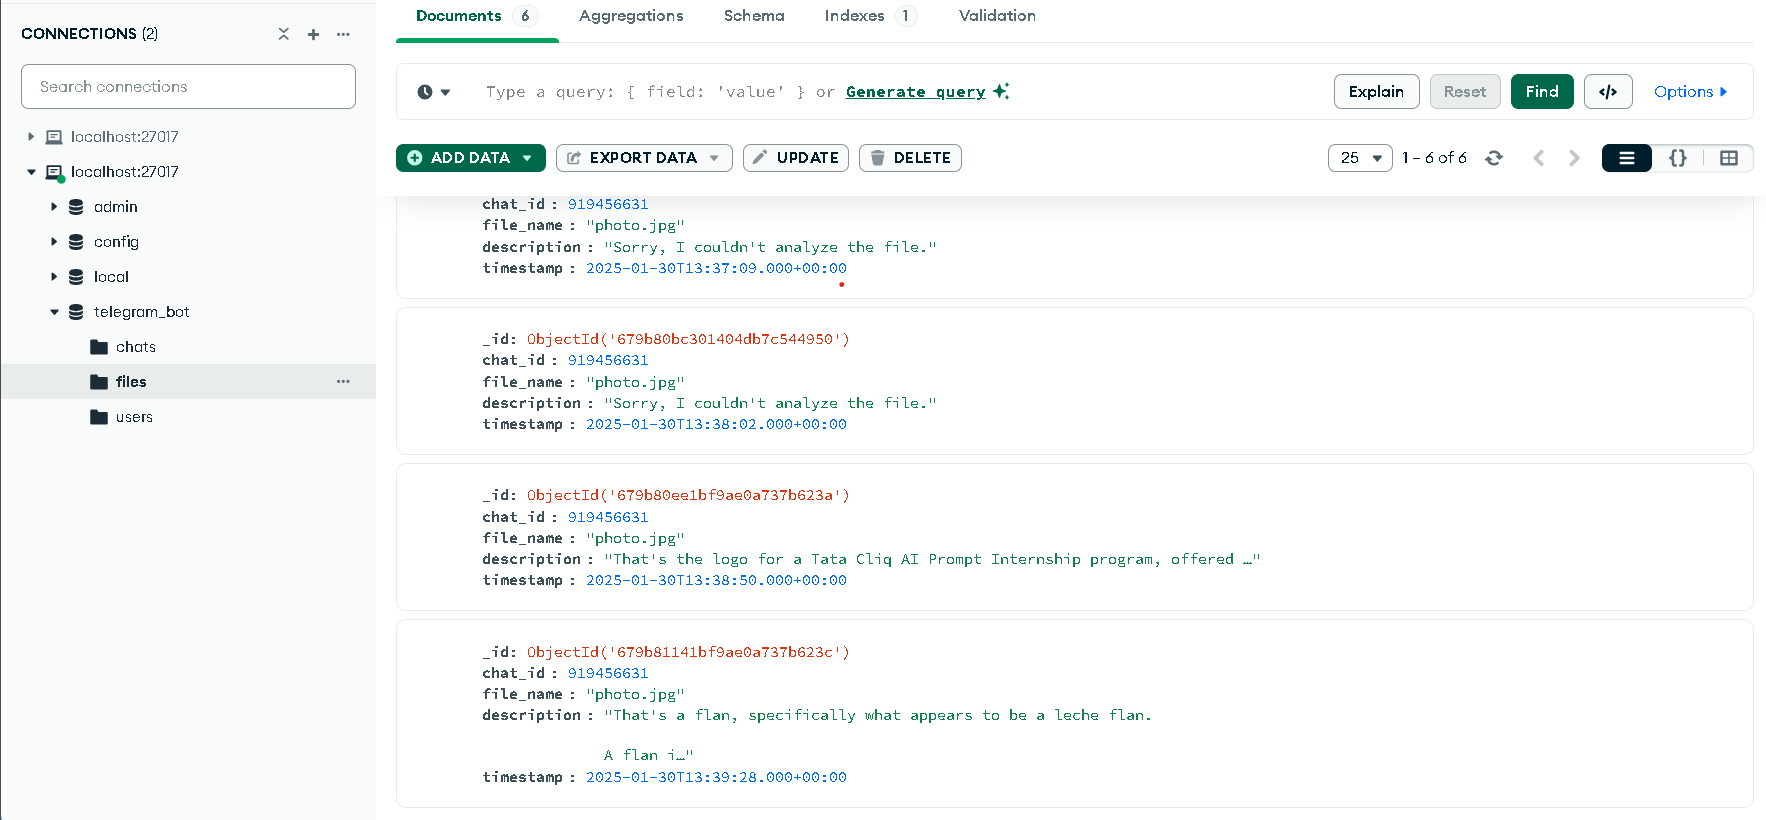 CONNECTIONS (2)
Search connections
localhost:27017
localhost:27017
admin
config
local
telegram_bot
chats
files
users
Documents 6 Aggregations Schema Indexes 1 Validation
Type a query: { field: 'value' } or Generate query
Explain Reset Find </> Options
ADD DATA EXPORT DATA UPDATE DELETE
25 1 – 6 of 6 {}
chat_id : 919456631
file_name : "photo.jpg"
description : "Sorry, I couldn't analyze the file."
timestamp : 2025-01-30T13:37:09.000+00:00
_id: ObjectId('679b80bc301404db7c544950')
chat_id : 919456631
file_name : "photo.jpg"
description : "Sorry, I couldn't analyze the file."
timestamp : 2025-01-30T13:38:02.000+00:00
_id: ObjectId('679b80ee1bf9ae0a737b623a')
chat_id : 919456631
file_name : "photo.jpg"
description : "That's the logo for a Tata Cliq AI Prompt Internship program, offered …"
timestamp : 2025-01-30T13:38:50.000+00:00
_id: ObjectId('679b81141bf9ae0a737b623c')
chat_id : 919456631
file_name : "photo.jpg"
description : "That's a flan, specifically what appears to be a leche flan.
A flan i…"
timestamp : 2025-01-30T13:39:28.000+00:00